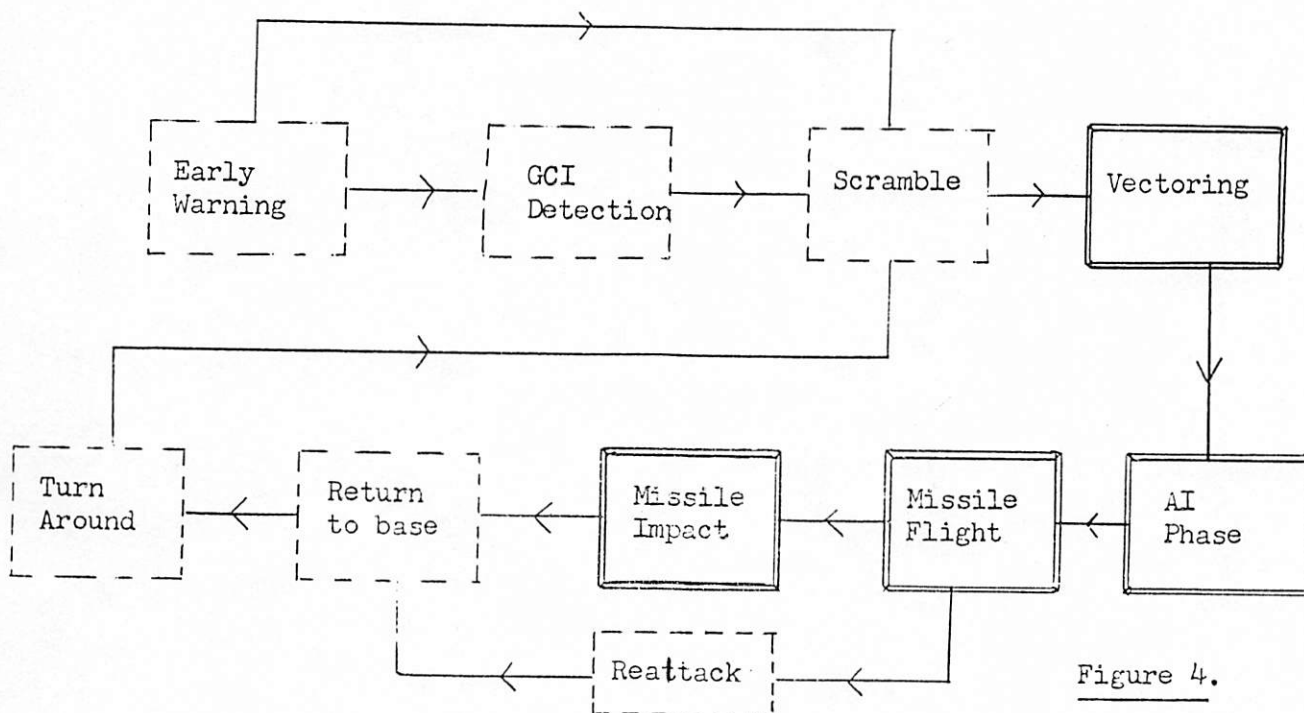 Early
Warning
GCI
Detection
Scramble
Vectoring
Turn
Around
Return
to base
Missile
Impact
Missile
Flight
AI
Phase
Reattack
Figure 4.